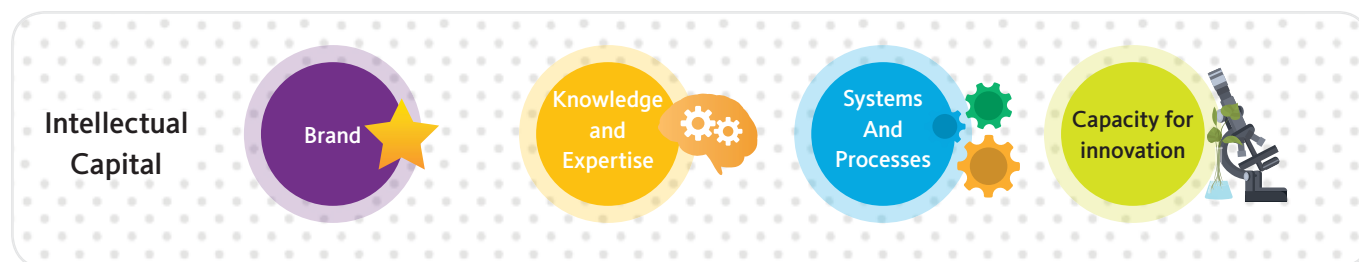 Intellectual
Capital
Brand
Knowledge
and
Expertise
Systems
And
Processes
Capacity for
innovation